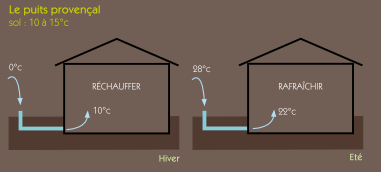 Le puits provençal
sol : 10 à 15°c
0°c
RÉCHAUFFER
10°c
Hiver
28°c
RAFRAÎCHIR
22°c
Eté